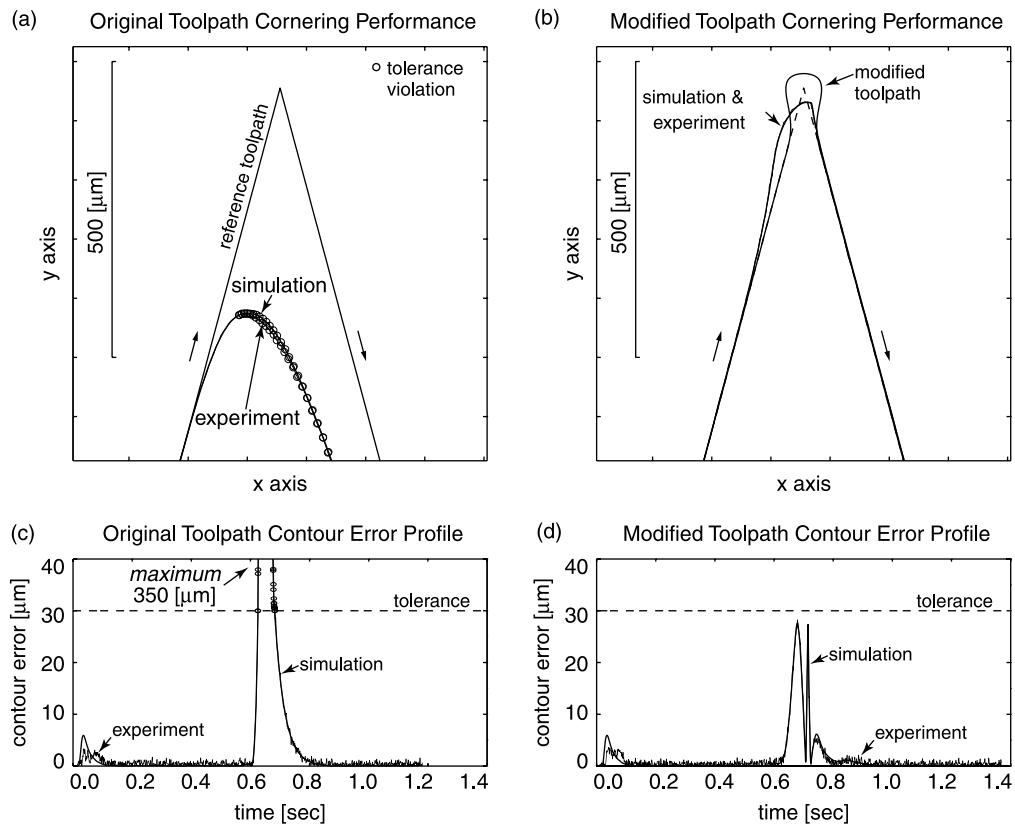 (a) Original Toolpath Cornering Performance
tolerance
violation
500 [µm]
reference toolpath
y axis
simulation
experiment
x axis
(b) Modified Toolpath Cornering Performance
modified
toolpath
simulation &
experiment
500 [µm]
y axis
x axis
(c) Original Toolpath Contour Error Profile
40
30
20
10
0
contour error [µm]
maximum
350 [µm]
tolerance
simulation
experiment
0.0 0.2 0.4 0.6 0.8 1.0 1.2 1.4
time [sec]
(d) Modified Toolpath Contour Error Profile
40
30
20
10
0
contour error [µm]
tolerance
simulation
experiment
0.0 0.2 0.4 0.6 0.8 1.0 1.2 1.4
time [sec]